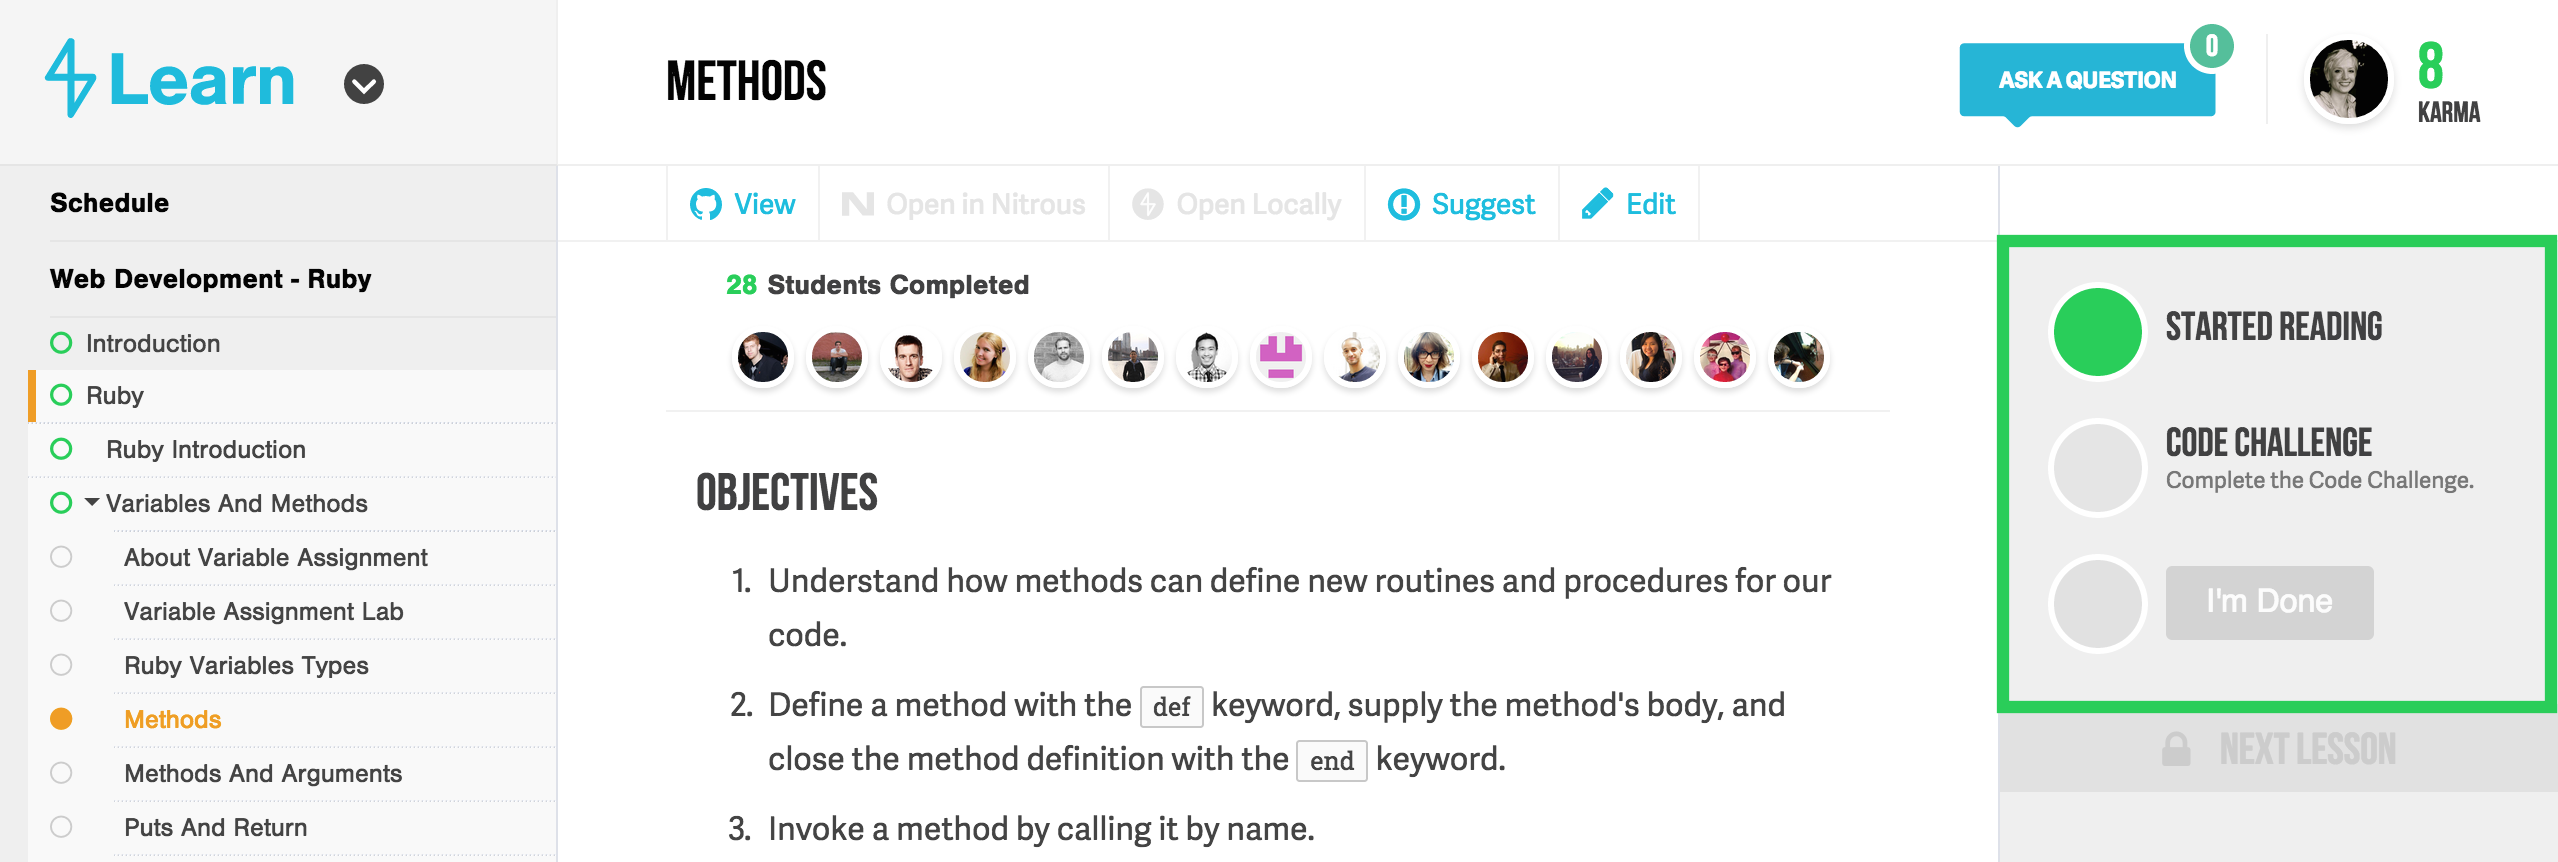 Learn
METHODS
ASK A QUESTION
0
8
KARMA
Schedule
Web Development - Ruby
Introduction
Ruby
Ruby Introduction
Variables And Methods
About Variable Assignment
Variable Assignment Lab
Ruby Variables Types
Methods
Methods And Arguments
Puts And Return
View
Open in Nitrous
Open Locally
Suggest
Edit
28 Students Completed
OBJECTIVES
1. Understand how methods can define new routines and procedures for our
code.
2. Define a method with the def keyword, supply the method's body, and
close the method definition with the end keyword.
3. Invoke a method by calling it by name.
STARTED READING
CODE CHALLENGE
Complete the Code Challenge.
I'm Done
NEXT LESSON